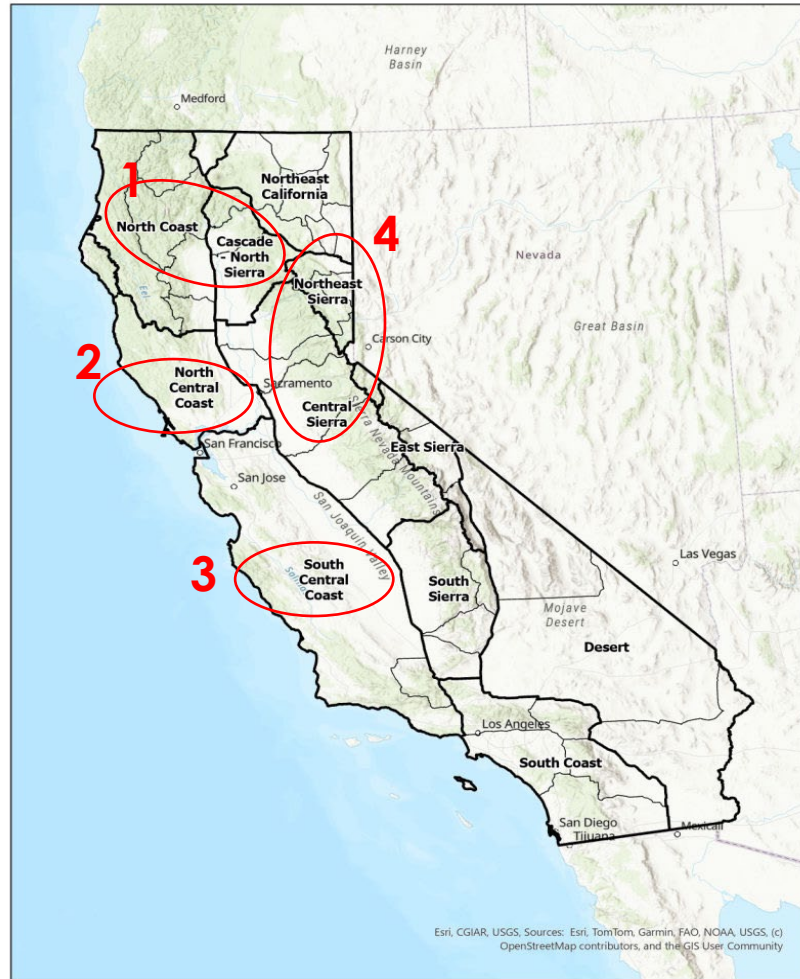 Harney
Basin
Medford
1
Northeast
California
North Coast
4
Cascade
- North
Sierra
Nevada
Northeast
Sierra
Eel
Great Basin
Carson City
2
North
Central
Coast
Sacramento
Central
Sierra
Sierra Nevada Mountains
East Sierra
San Francisco
San Jose
San Joaquin Valley
Las Vegas
3
South
Central
Coast
Salinas
South
Sierra
Mojave
Desert
Desert
Los Angeles
South Coast
San Diego
Tijuana
Mexicali
Esri, CGIAR, USGS, Sources: Esri, TomTom, Garmin, FAO, NOAA, USGS, (c)
OpenStreetMap contributors, and the GIS User Community